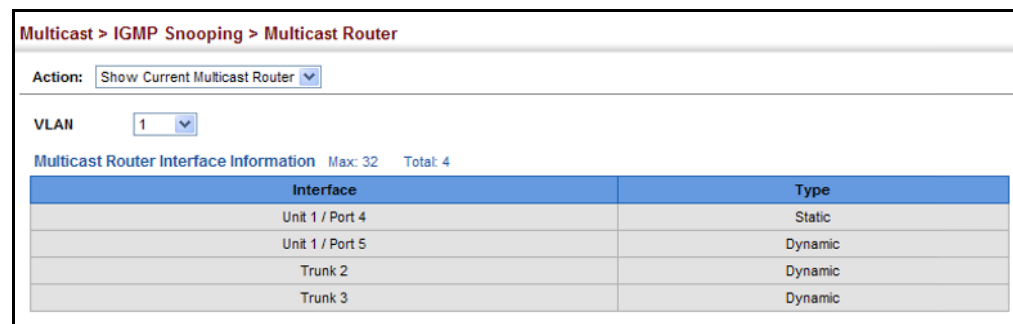 Multicast > IGMP Snooping > Multicast Router
Action: Show Current Multicast Router
VLAN 1
Multicast Router Interface Information Max: 32 Total: 4
Interface Type
Unit 1 / Port 4 Static
Unit 1 / Port 5 Dynamic
Trunk 2 Dynamic
Trunk 3 Dynamic